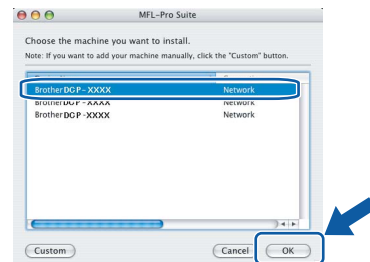 MFL-Pro Suite
Choose the machine you want to install.
Note: If you want to add your machine manually, click the "Custom" button.
Brother DCP-XXXX Network
Brother DCP-XXXX Network
Brother DCP-XXXX Network
Custom Cancel OK